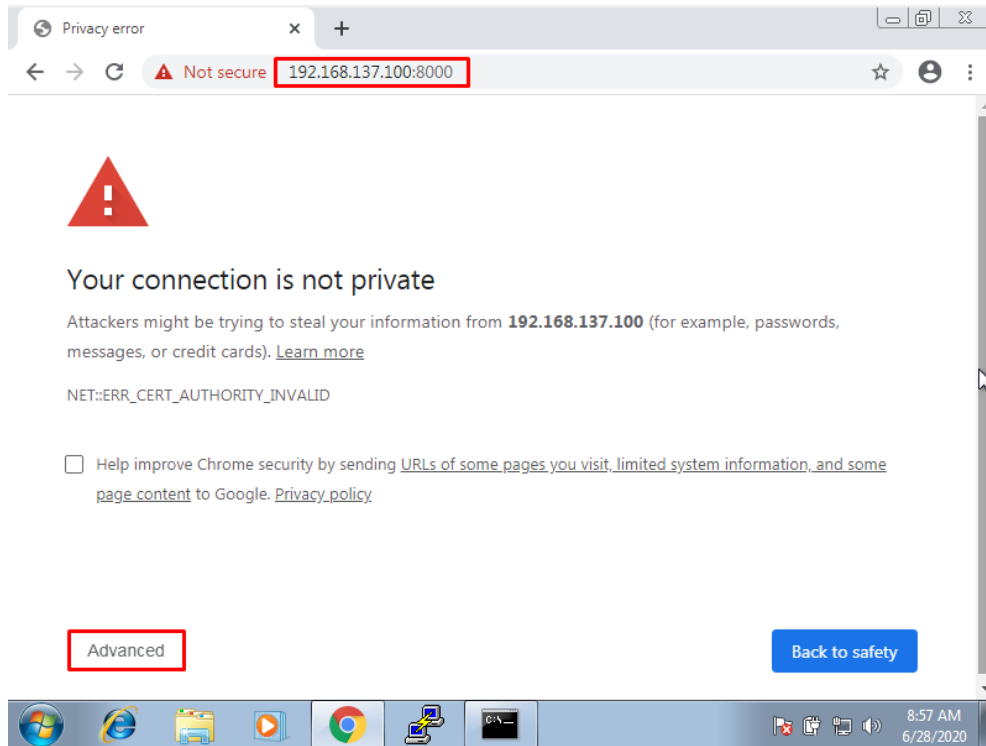 Privacy error
Not secure 192.168.137.100:8000
Your connection is not private
Attackers might be trying to steal your information from 192.168.137.100 (for example, passwords,
messages, or credit cards). Learn more
NET::ERR_CERT_AUTHORITY_INVALID
Help improve Chrome security by sending URLs of some pages you visit, limited system information, and some
page content to Google. Privacy policy
Advanced
Back to safety
C:\_
8:57 AM
6/28/2020